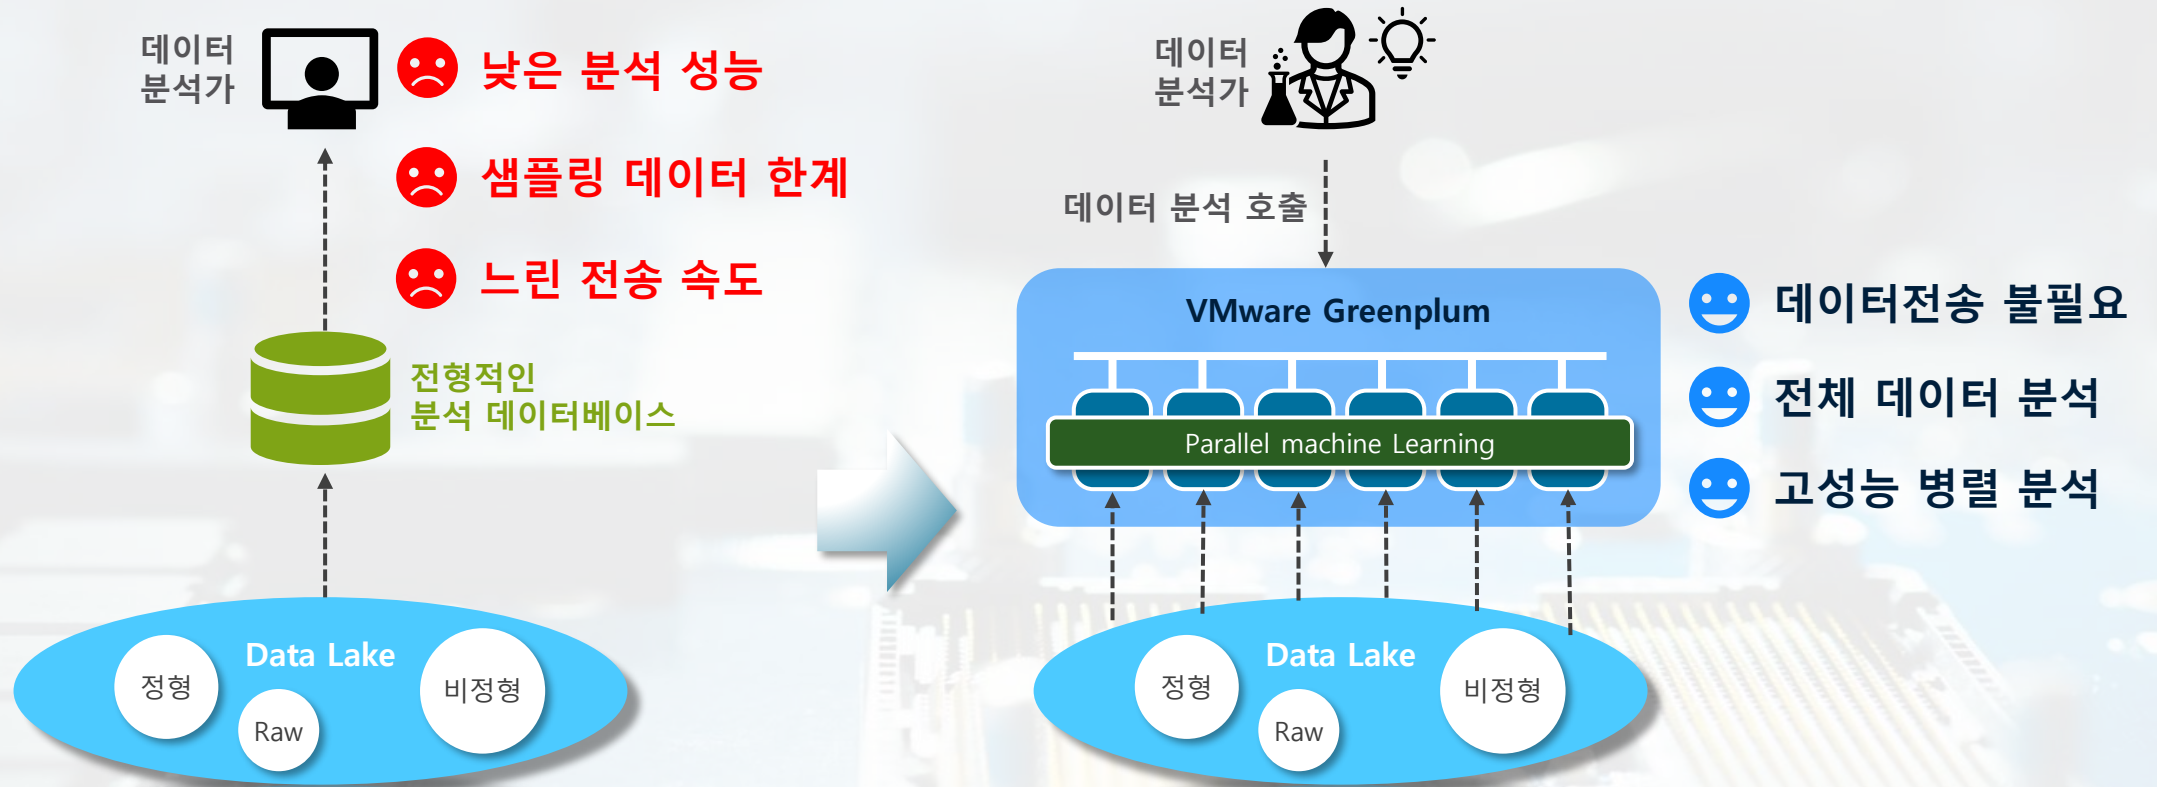 데이터
분석가
낮은 분석 성능
샘플링 데이터 한계
느린 전송 속도
전형적인
분석 데이터베이스
Data Lake
정형
Raw
비정형
데이터
분석가
데이터 분석 호출
VMware Greenplum
Parallel machine Learning
데이터전송 불필요
전체 데이터 분석
고성능 병렬 분석
Data Lake
정형
Raw
비정형